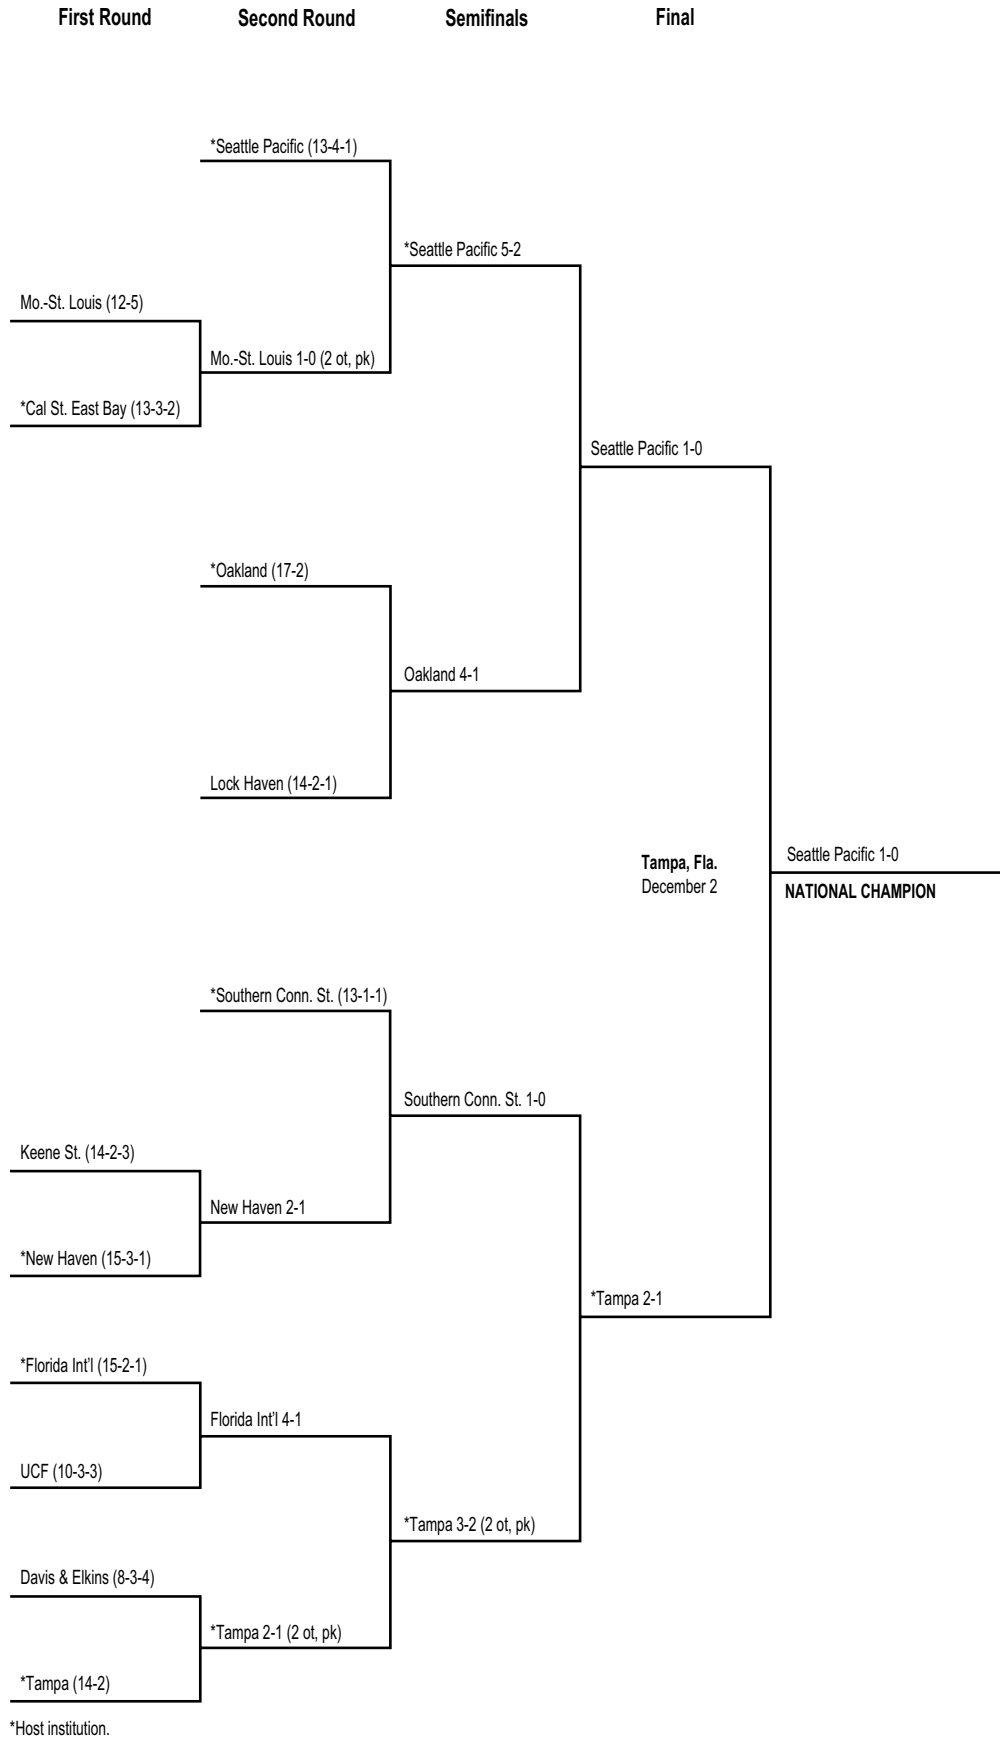 First Round
Second Round
Semifinals
Final
*Seattle Pacific (13-4-1)
*Seattle Pacific 5-2
Mo.-St. Louis (12-5)
Mo.-St. Louis 1-0 (2 ot, pk)
*Cal St. East Bay (13-3-2)
Seattle Pacific 1-0
*Oakland (17-2)
Oakland 4-1
Lock Haven (14-2-1)
Tampa, Fla.
December 2
Seattle Pacific 1-0
NATIONAL CHAMPION
*Southern Conn. St. (13-1-1)
Southern Conn. St. 1-0
Keene St. (14-2-3)
New Haven 2-1
*New Haven (15-3-1)
*Tampa 2-1
*Florida Int'l (15-2-1)
Florida Int'l 4-1
UCF (10-3-3)
*Tampa 3-2 (2 ot, pk)
Davis & Elkins (8-3-4)
*Tampa 2-1 (2 ot, pk)
*Tampa (14-2)
*Host institution.